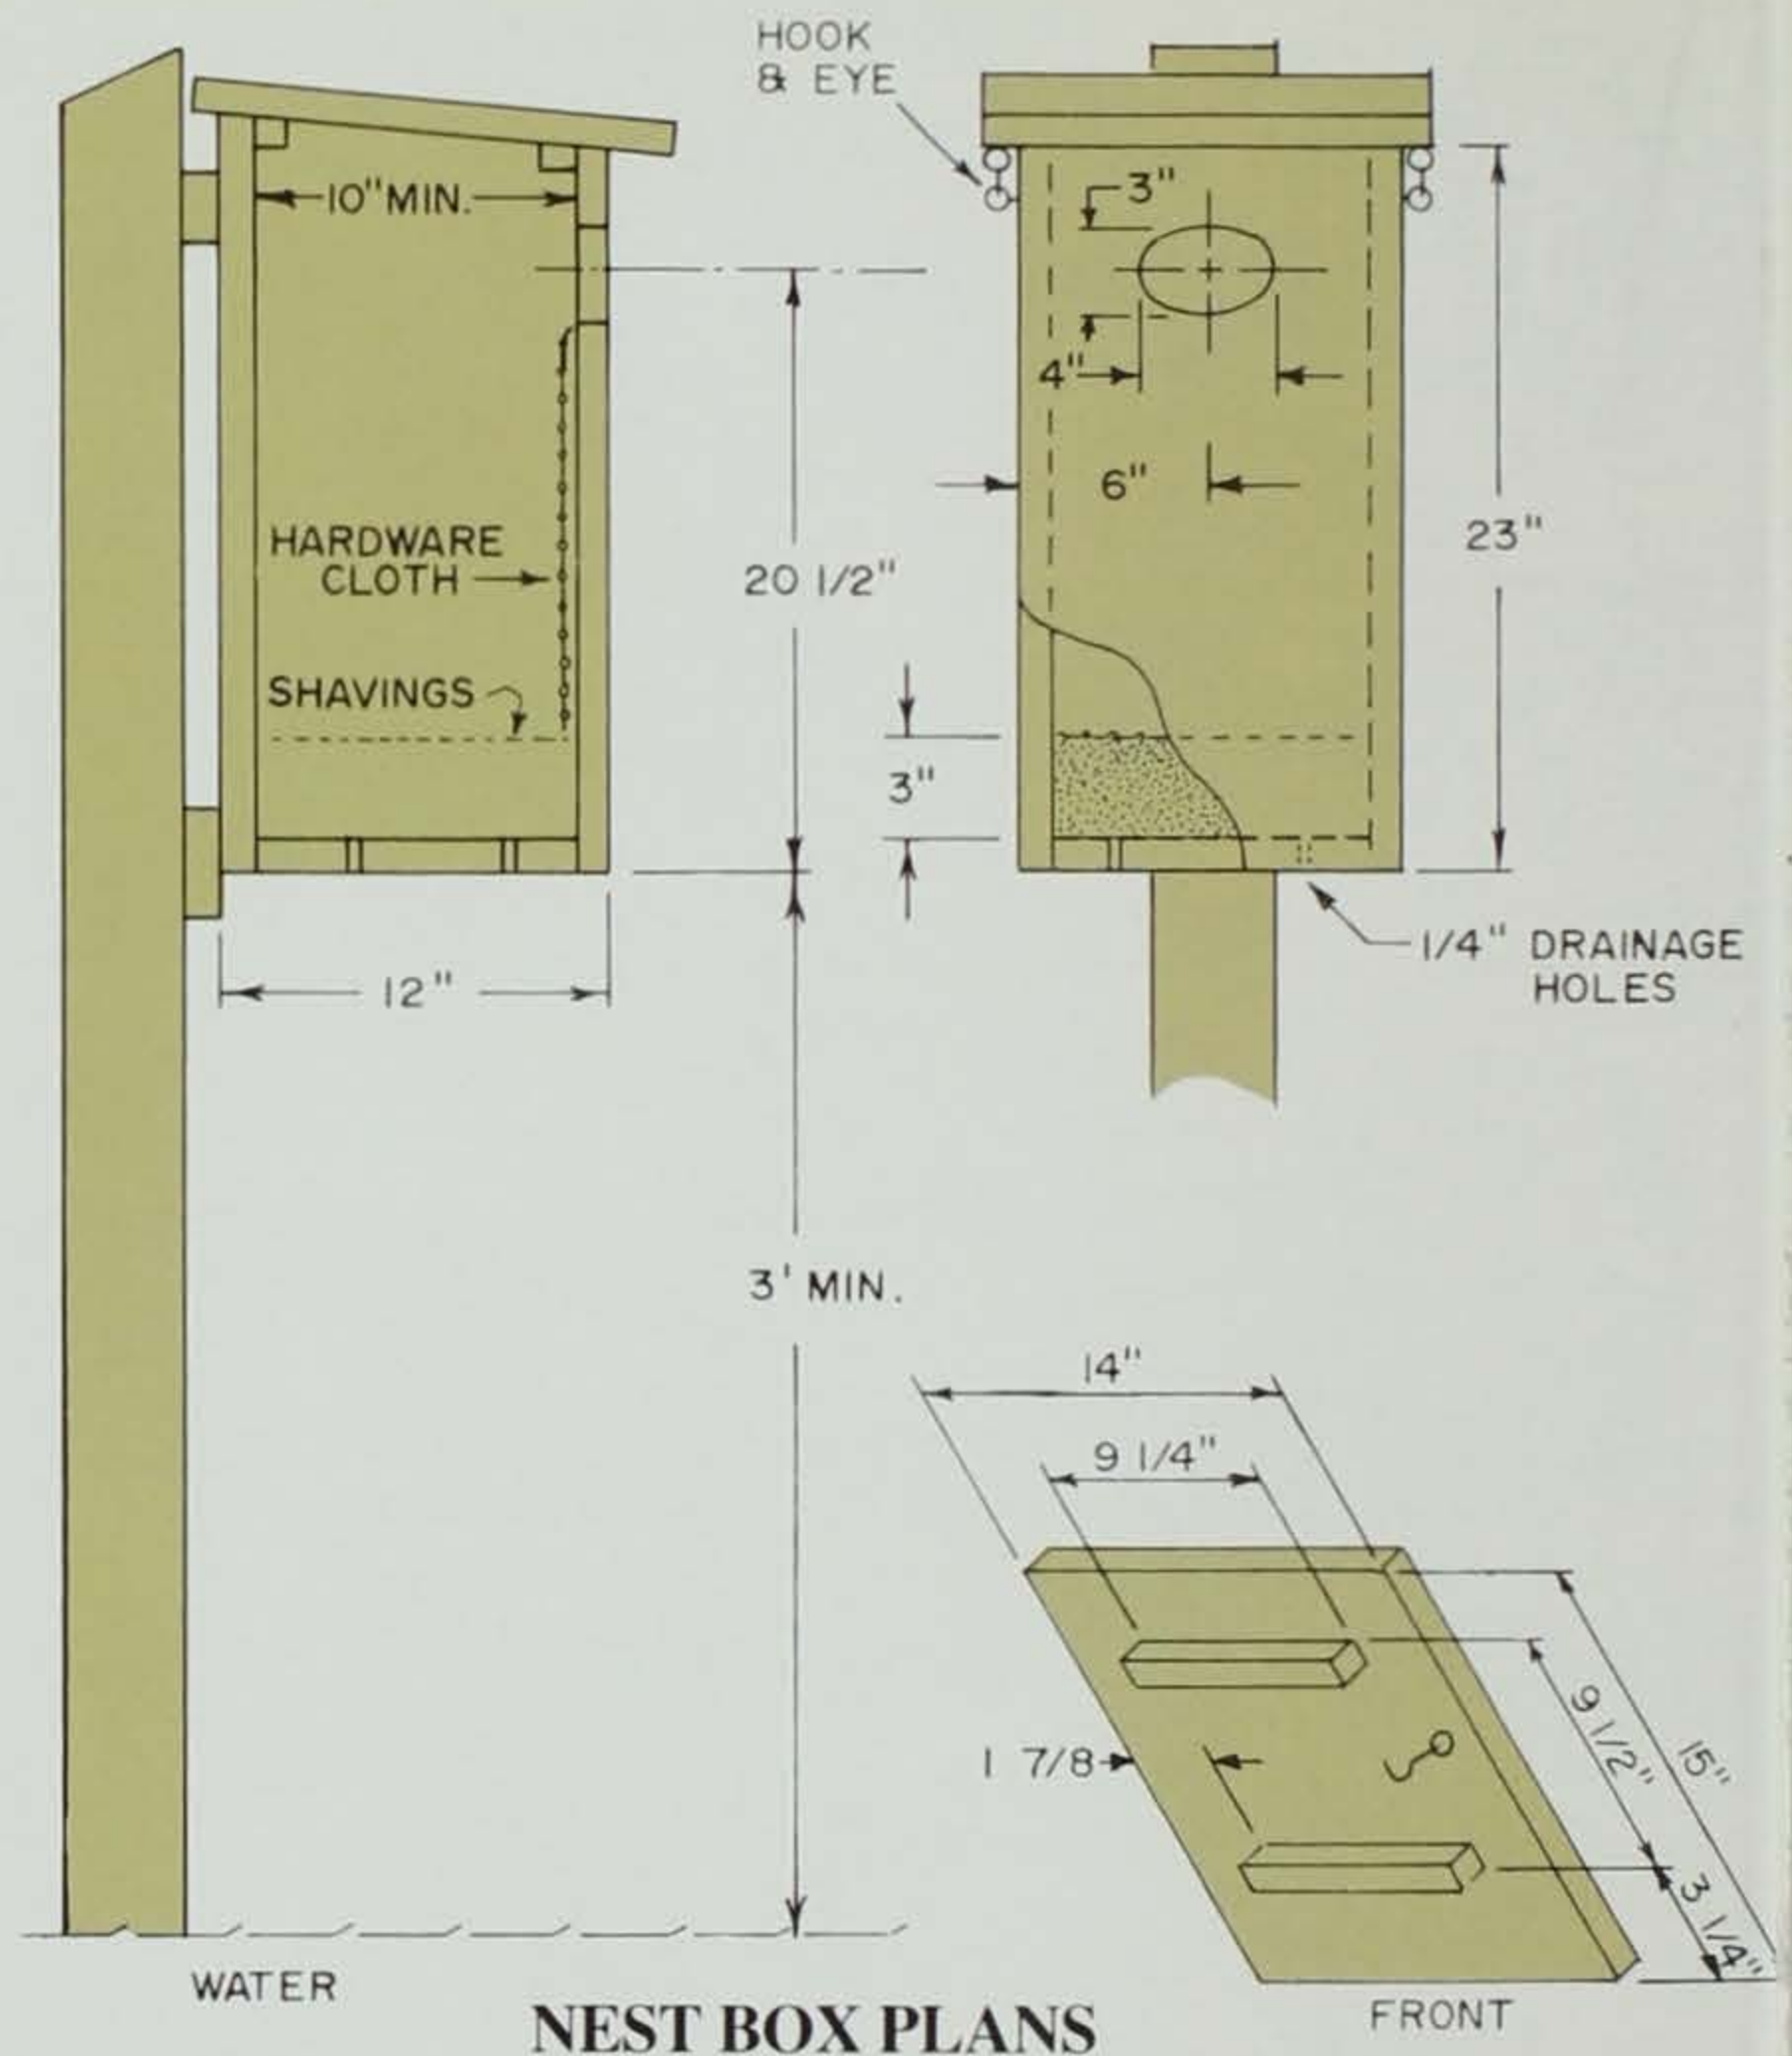 HOOK
& EYE
10" MIN.
3"
4"
6"
23"
HARDWARE
CLOTH
20 1/2"
SHAVINGS
3"
1/4" DRAINAGE
HOLES
12"
3' MIN.
14"
9 1/4"
1 7/8
9 1/2"
15"
3 1/4"
WATER
FRONT
NEST BOX PLANS